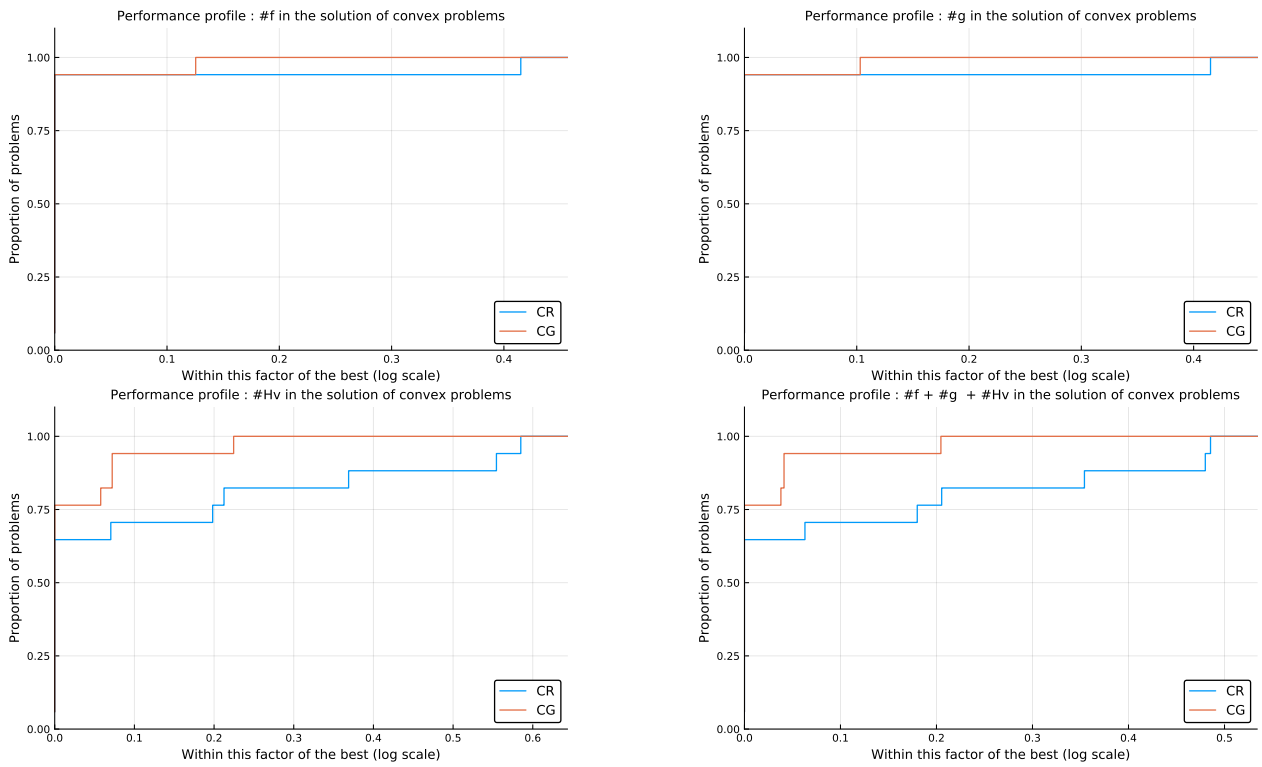 Performance profile : #f in the solution of convex problems
Proportion of problems
1.00
0.75
0.50
0.25
0.00
0.0 0.1 0.2 0.3 0.4
Within this factor of the best (log scale)
CR
CG
Performance profile : #g in the solution of convex problems
Proportion of problems
1.00
0.75
0.50
0.25
0.00
0.0 0.1 0.2 0.3 0.4
Within this factor of the best (log scale)
CR
CG
Performance profile : #Hv in the solution of convex problems
Proportion of problems
1.00
0.75
0.50
0.25
0.00
0.0 0.1 0.2 0.3 0.4 0.5 0.6
Within this factor of the best (log scale)
CR
CG
Performance profile : #f + #g  + #Hv in the solution of convex problems
Proportion of problems
1.00
0.75
0.50
0.25
0.00
0.0 0.1 0.2 0.3 0.4 0.5
Within this factor of the best (log scale)
CR
CG